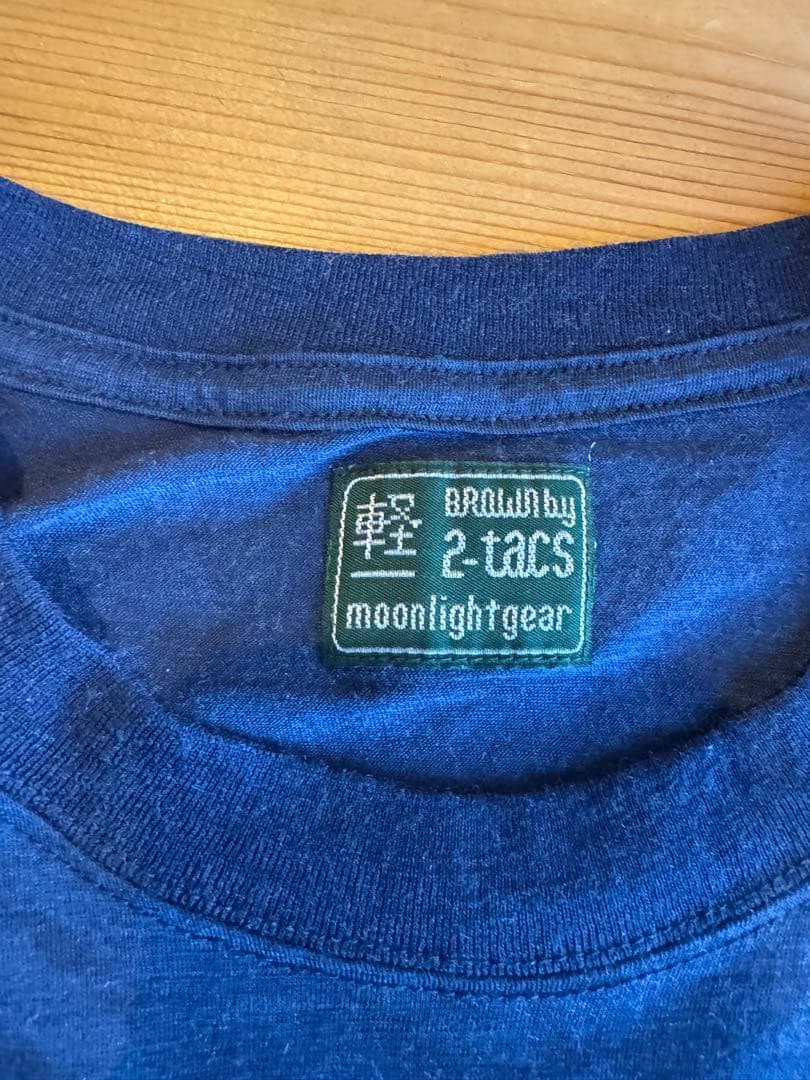 軽
BROWN by
2-tacs
moonlightgear